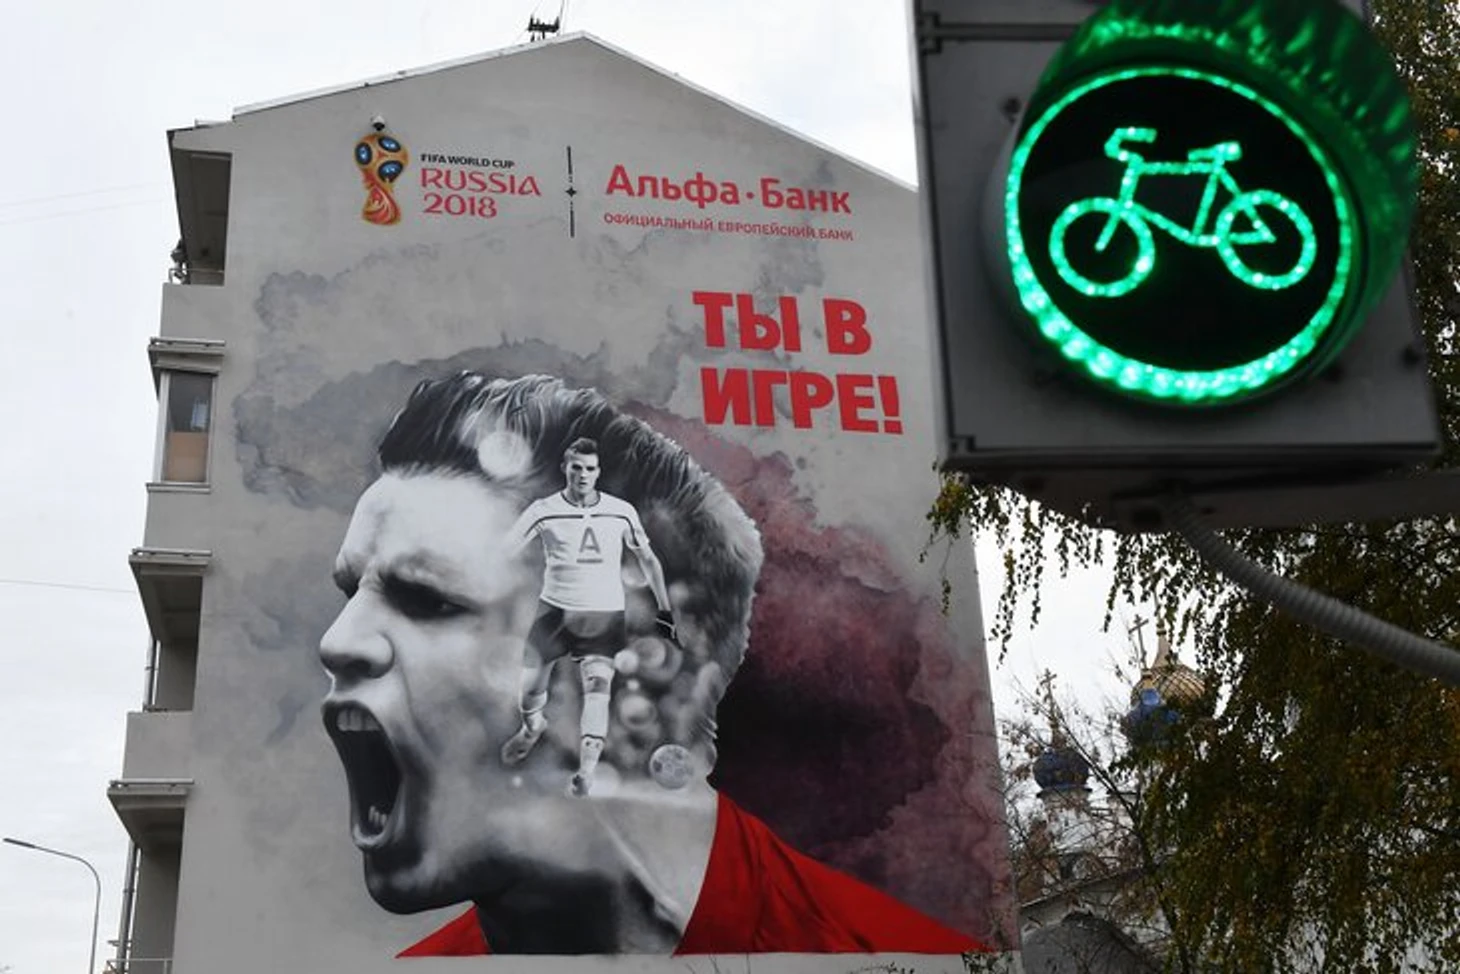 FIFA WORLD CUP
RUSSIA
2018
Альфа·Банк
ОФИЦИАЛЬНЫЙ ЕВРОПЕЙСКИЙ БАНК
ТЫ В
ИГРЕ!
А